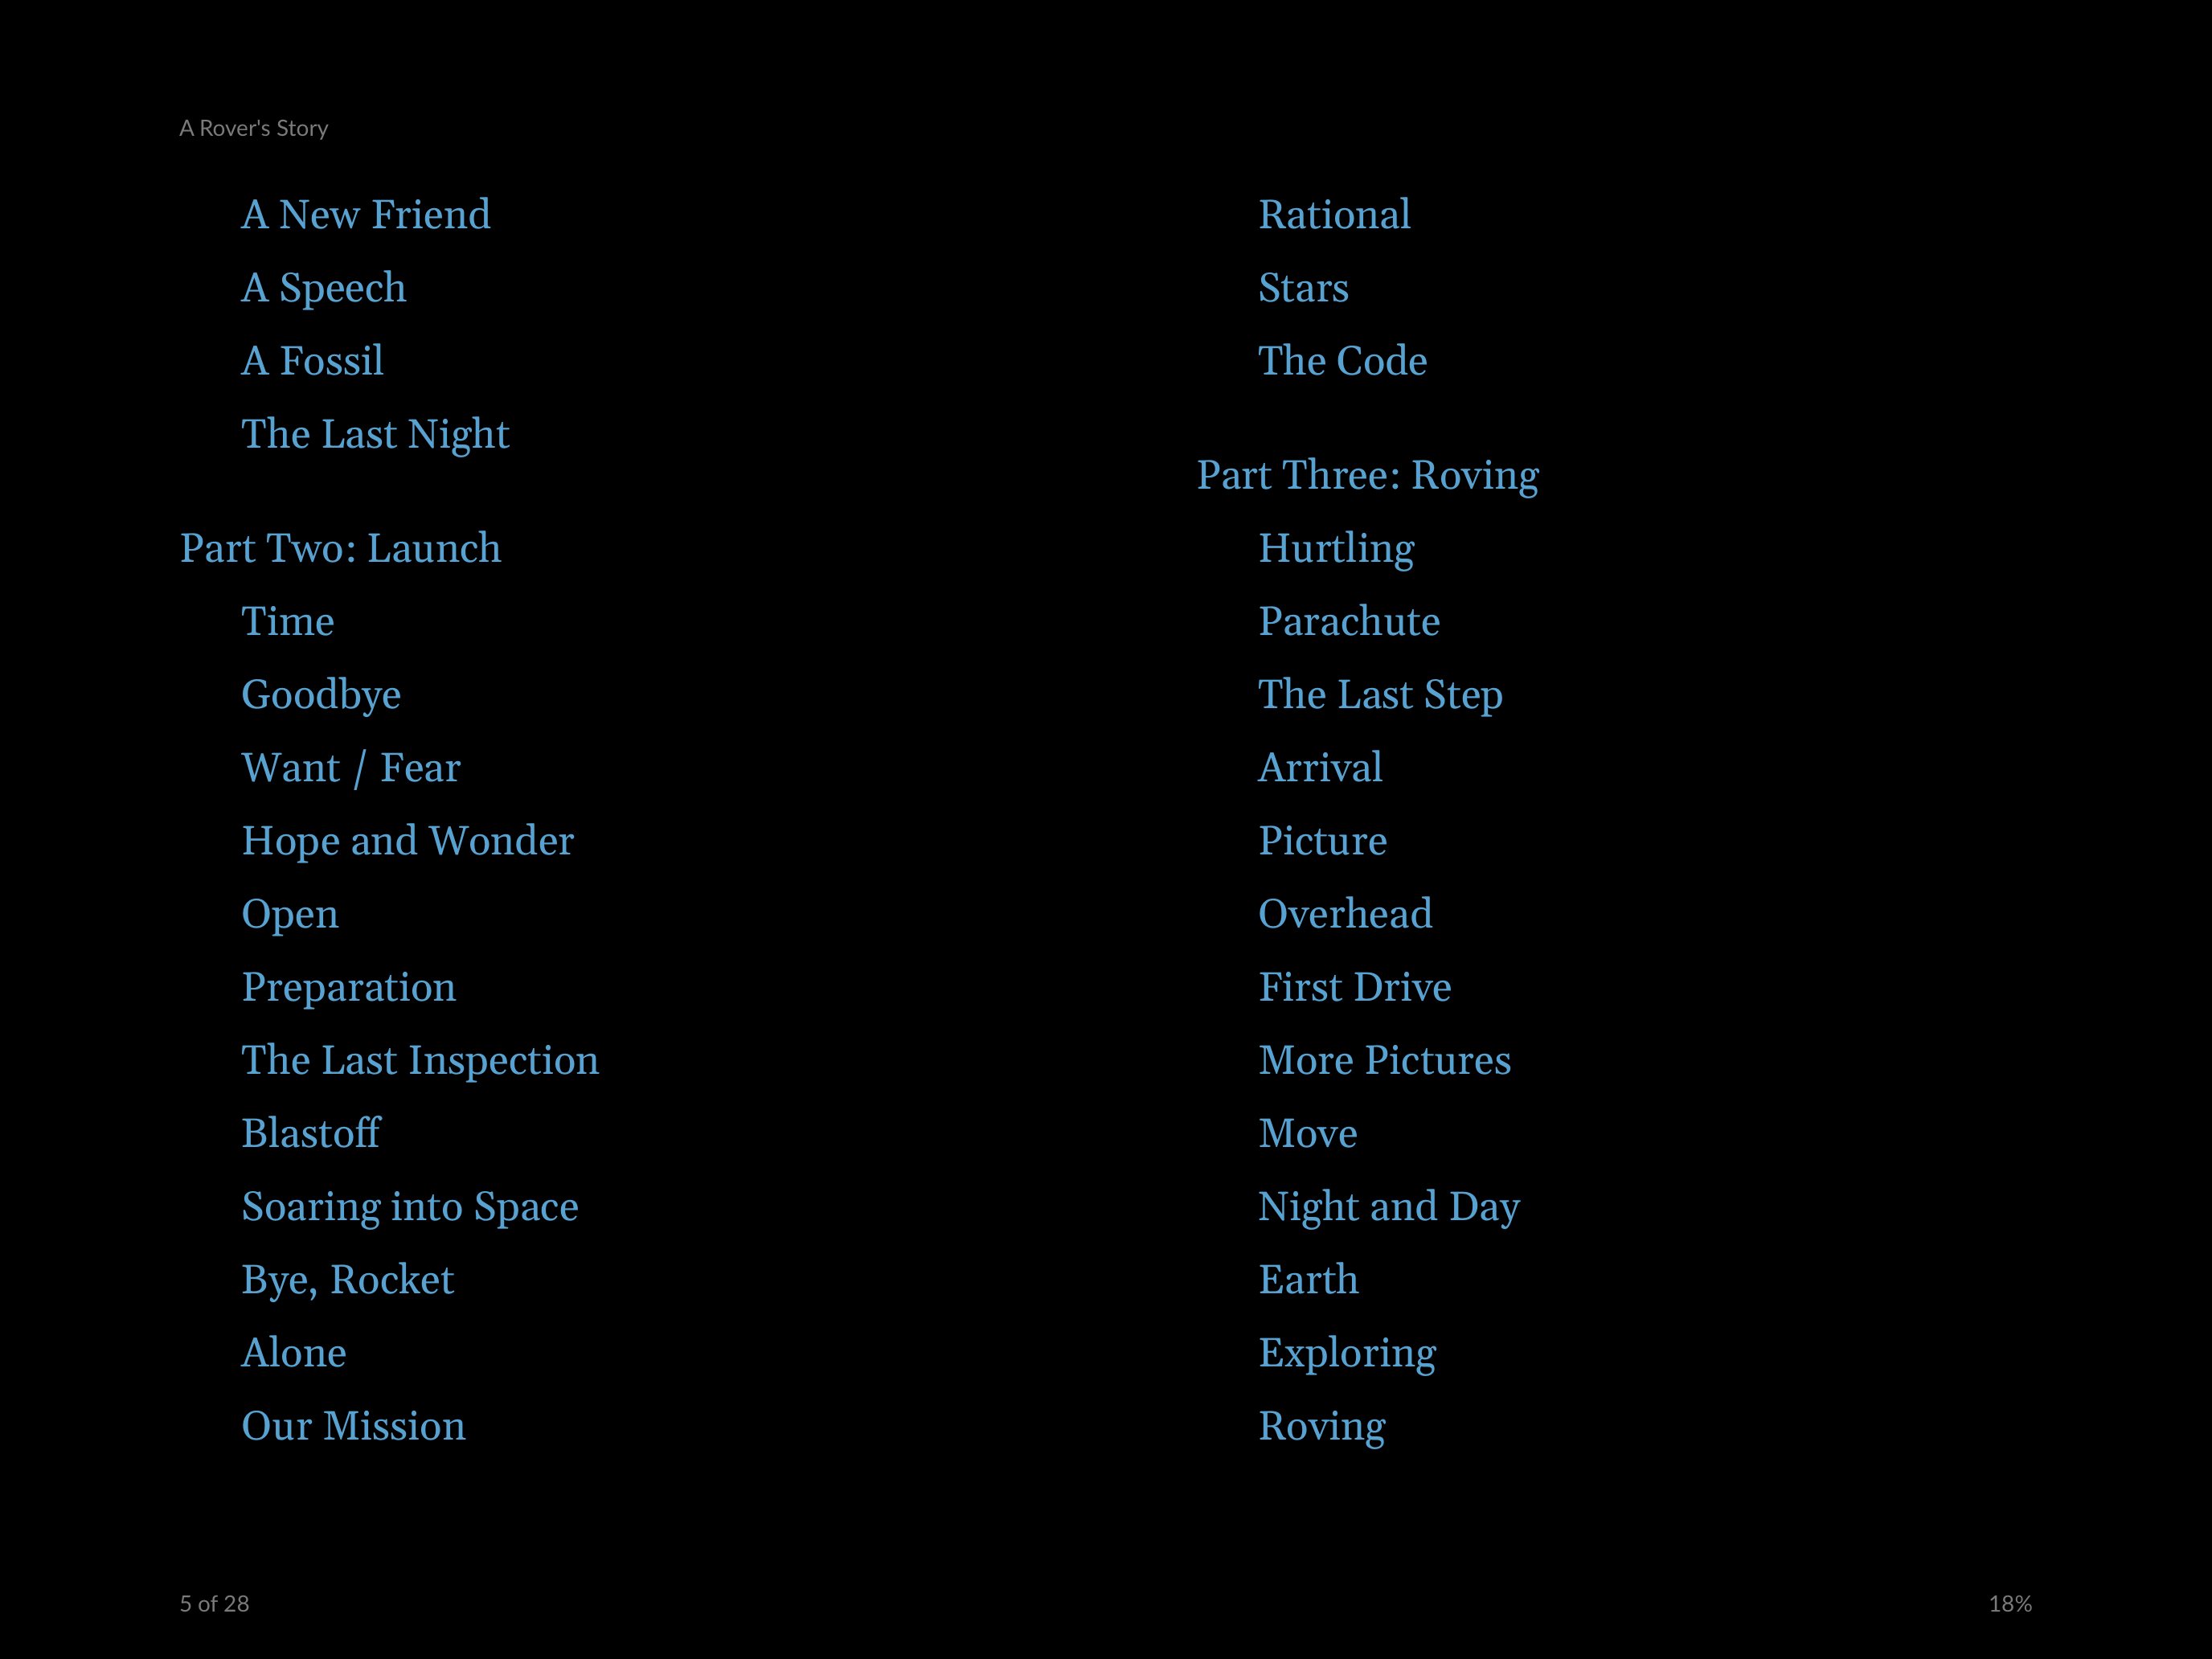 A Rover's Story
A New Friend
A Speech
A Fossil
The Last Night
Part Two: Launch
Time
Goodbye
Want / Fear
Hope and Wonder
Open
Preparation
The Last Inspection
Blastoff
Soaring into Space
Bye, Rocket
Alone
Our Mission
Rational
Stars
The Code
Part Three: Roving
Hurtling
Parachute
The Last Step
Arrival
Picture
Overhead
First Drive
More Pictures
Move
Night and Day
Earth
Exploring
Roving
5 of 28
18%